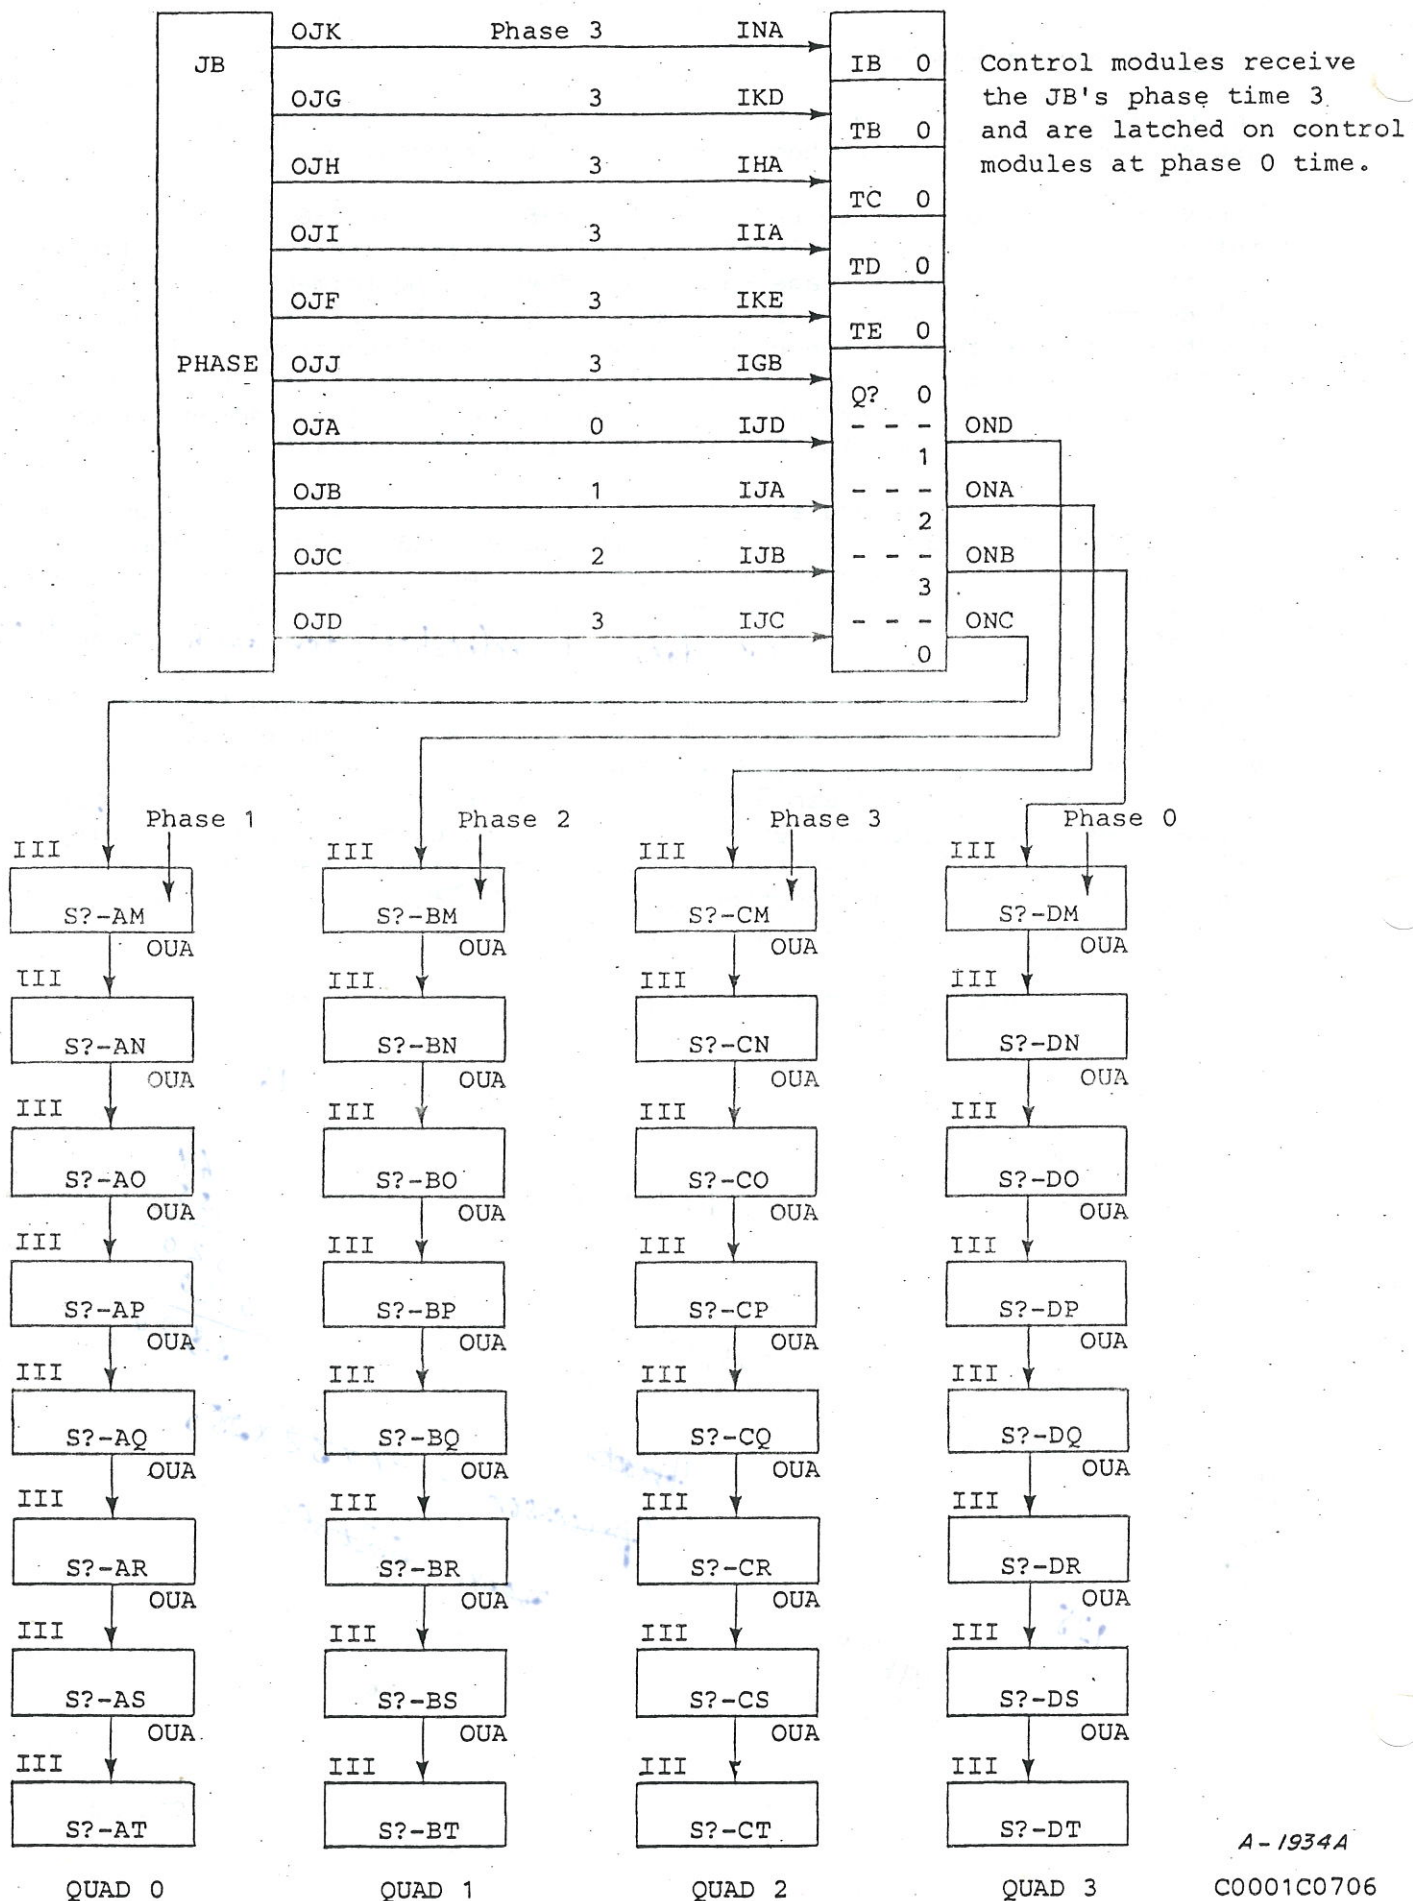 OJK Phase 3 INA
JB
IB 0
Control modules receive
the JB's phase time 3
and are latched on control
modules at phase 0 time.
OJG 3 IKD
TB 0
OJH 3 IHA
TC 0
OJI 3 IIA
TD 0
OJF 3 IKE
TE 0
PHASE
OJJ 3 IGB
Q? 0
OJA 0 IJD
- - -
OND
1
OJB 1 IJA
- - -
ONA
2
OJC 2 IJB
- - -
ONB
3
OJD 3 IJC
- - -
ONC
0
Phase 1 Phase 2 Phase 3 Phase 0
III III III III
S?-AM S?-BM S?-CM S?-DM
OUA OUA OUA OUA
III III III III
S?-AN S?-BN S?-CN S?-DN
OUA OUA OUA OUA
III III III III
S?-AO S?-BO S?-CO S?-DO
OUA OUA OUA OUA
III III III III
S?-AP S?-BP S?-CP S?-DP
OUA OUA OUA OUA
III III III III
S?-AQ S?-BQ S?-CQ S?-DQ
OUA OUA OUA OUA
III III III III
S?-AR S?-BR S?-CR S?-DR
OUA OUA OUA OUA
III III III III
S?-AS S?-BS S?-CS S?-DS
OUA OUA OUA OUA
III III III III
S?-AT S?-BT S?-CT S?-DT
A-1934A
QUAD 0 QUAD 1 QUAD 2 QUAD 3
C0001C0706